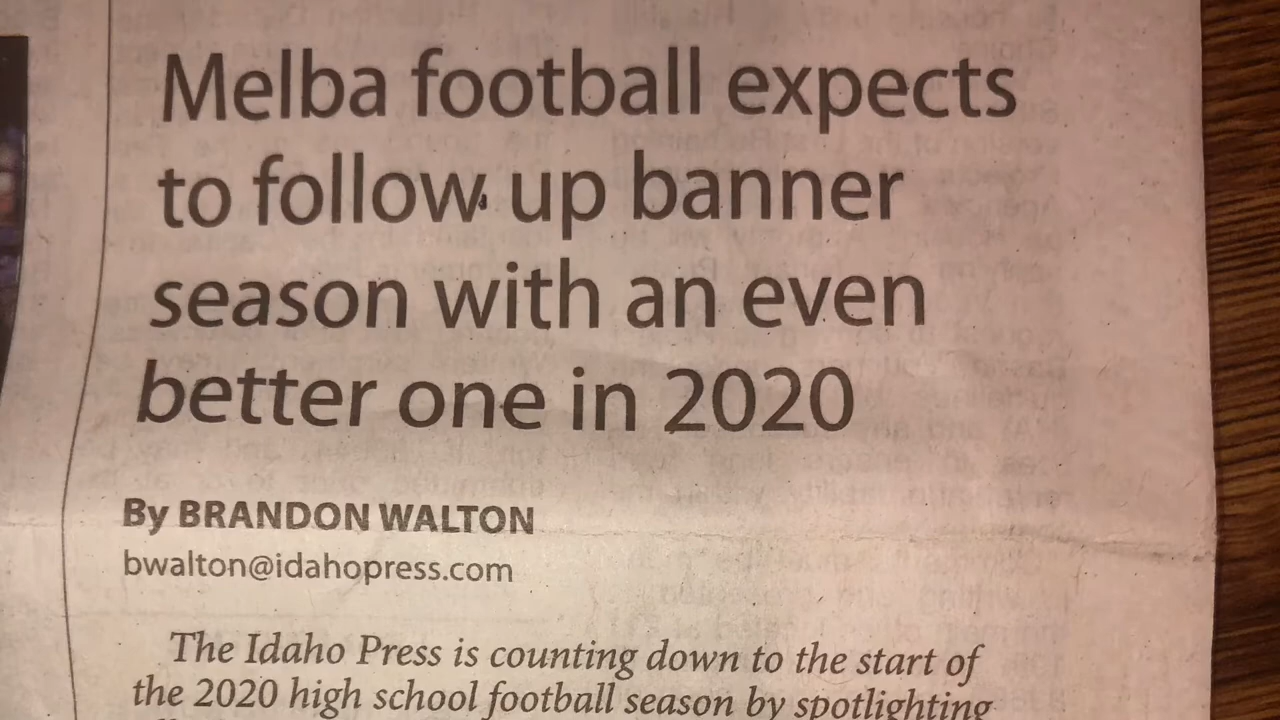 Melba football expects
to follow up banner
season with an even
better one in 2020
By BRANDON WALTON
bwalton@idahopress.com
The Idaho Press is counting down to the start of
the 2020 high school football season by spotlighting